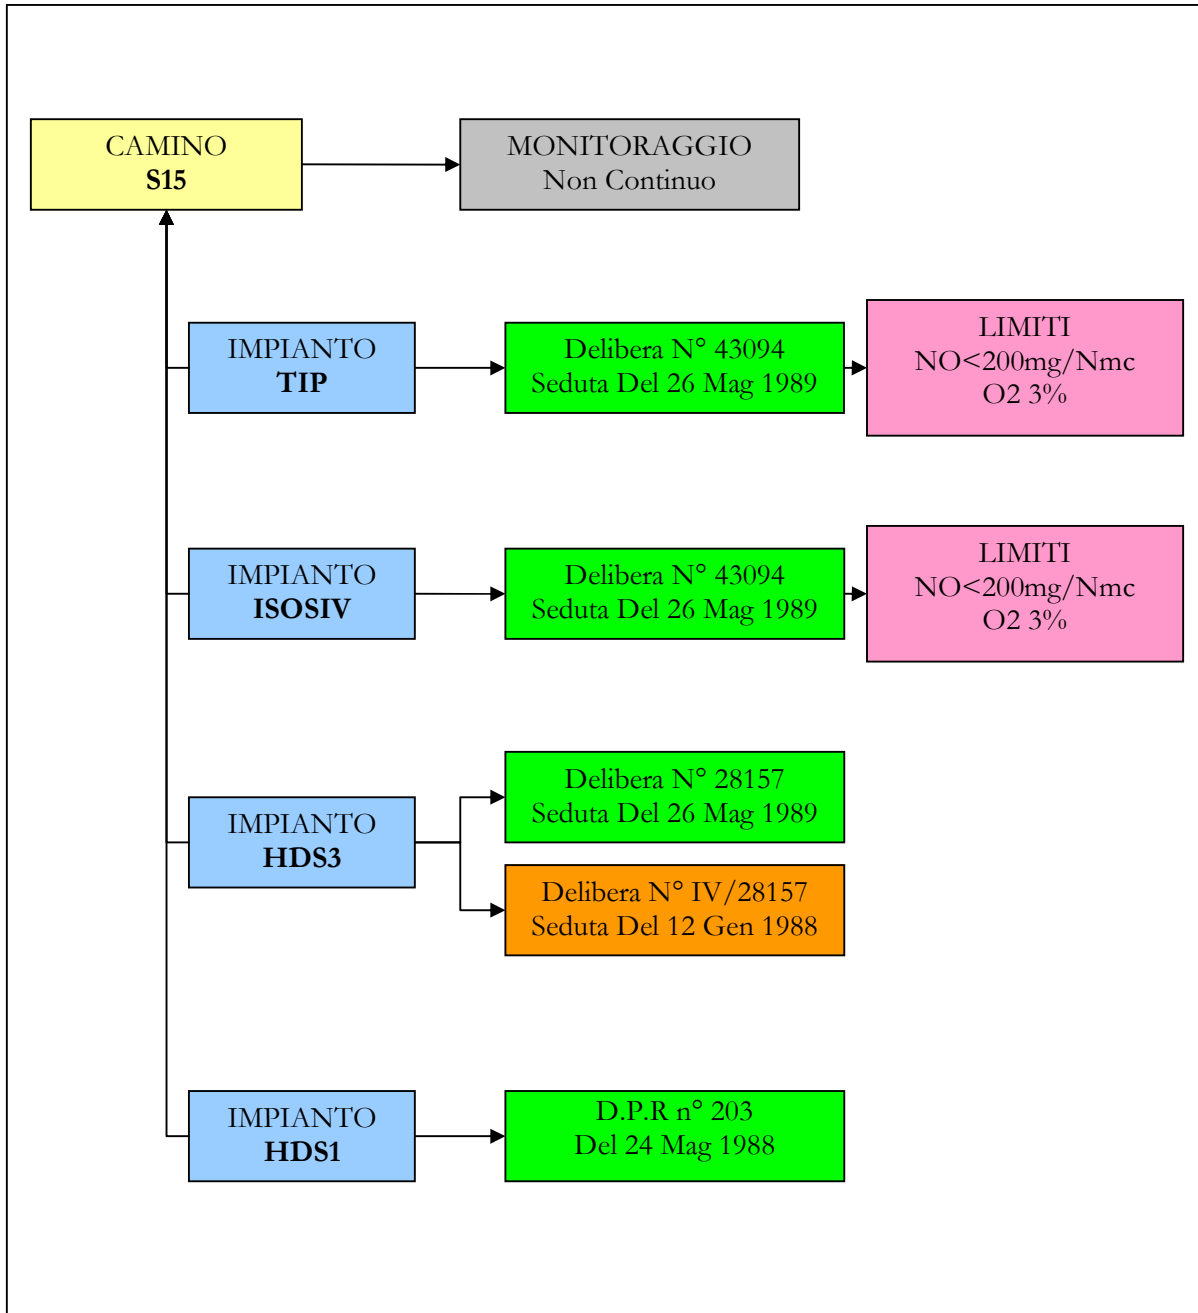 CAMINO
S15
MONITORAGGIO
Non Continuo
IMPIANTO
TIP
Delibera N° 43094
Seduta Del 26 Mag 1989
LIMITI
NO<200mg/Nmc
O2 3%
IMPIANTO
ISOSIV
Delibera N° 43094
Seduta Del 26 Mag 1989
LIMITI
NO<200mg/Nmc
O2 3%
IMPIANTO
HDS3
Delibera N° 28157
Seduta Del 26 Mag 1989
Delibera N° IV/28157
Seduta Del 12 Gen 1988
IMPIANTO
HDS1
D.P.R n° 203
Del 24 Mag 1988